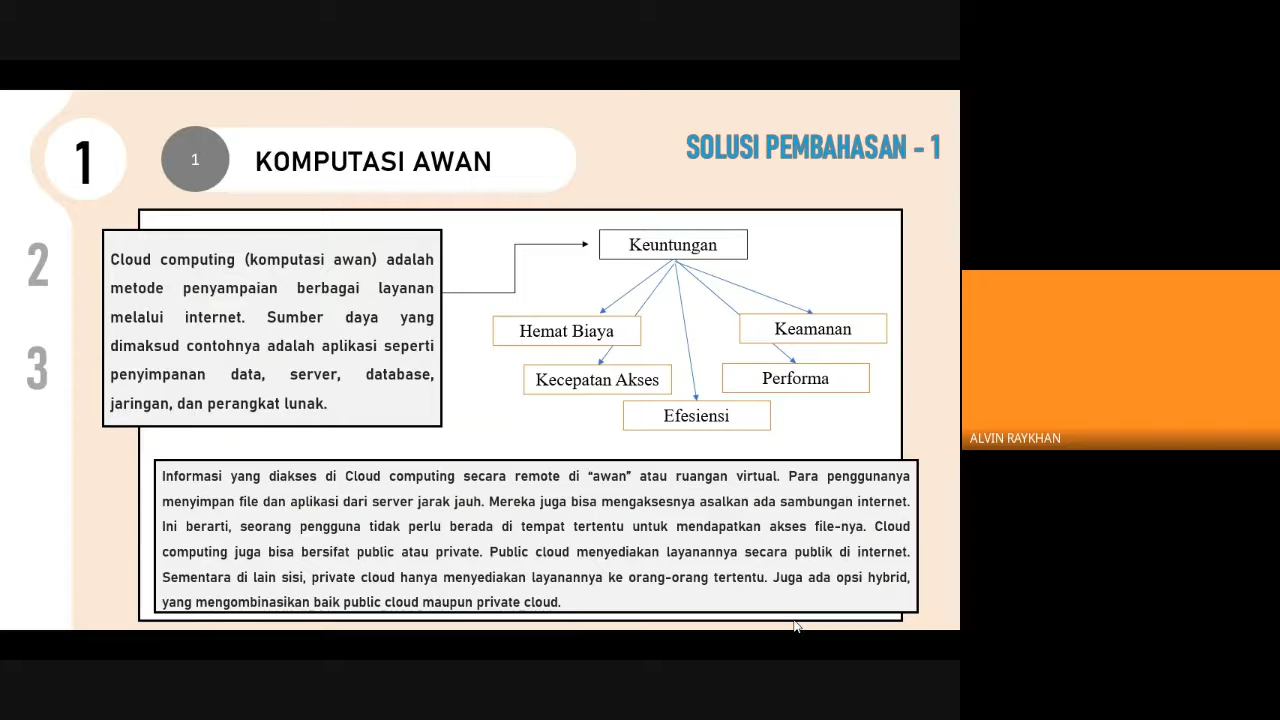 1
1
KOMPUTASI AWAN
SOLUSI PEMBAHASAN - 1
2
3
Cloud computing (komputasi awan) adalah
metode penyampaian berbagai layanan
melalui internet. Sumber daya yang
dimaksud contohnya adalah aplikasi seperti
penyimpanan data, server, database,
jaringan, dan perangkat lunak.
Keuntungan
Hemat Biaya
Keamanan
Kecepatan Akses
Performa
Efesiensi
Informasi yang diakses di Cloud computing secara remote di “awan” atau ruangan virtual. Para penggunanya
menyimpan file dan aplikasi dari server jarak jauh. Mereka juga bisa mengaksesnya asalkan ada sambungan internet.
Ini berarti, seorang pengguna tidak perlu berada di tempat tertentu untuk mendapatkan akses file-nya. Cloud
computing juga bisa bersifat public atau private. Public cloud menyediakan layanannya secara publik di internet.
Sementara di lain sisi, private cloud hanya menyediakan layanannya ke orang-orang tertentu. Juga ada opsi hybrid,
yang mengombinasikan baik public cloud maupun private cloud.
ALVIN RAYKHAN